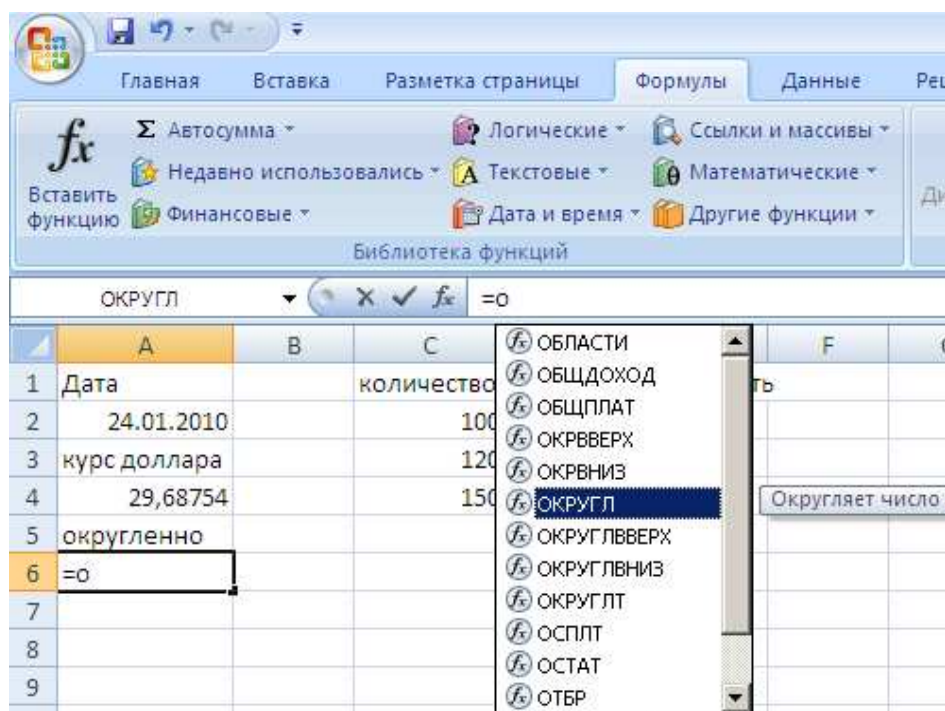 Главная Вставка Разметка страницы Формулы Данные
fx Σ Автосумма Логические Ссылки и массивы
Недавно использовались Текстовые Математические
Вставить функцию Финансовые Дата и время Другие функции
Библиотека функций
ОКРУГЛ =о
A B C F
1 Дата количество ть
2 24.01.2010 100
3 курс доллара 120
4 29,68754 150
5 округленно
6 =о
7
8
9
ОБЛАСТИ
ОБЩДОХОД
ОБЩПЛАТ
ОКРВВЕРХ
ОКРВНИЗ
ОКРУГЛ
ОКРУГЛВВЕРХ
ОКРУГЛВНИЗ
ОКРУГЛТ
ОСПЛТ
ОСТАТ
ОТБР
Округляет число